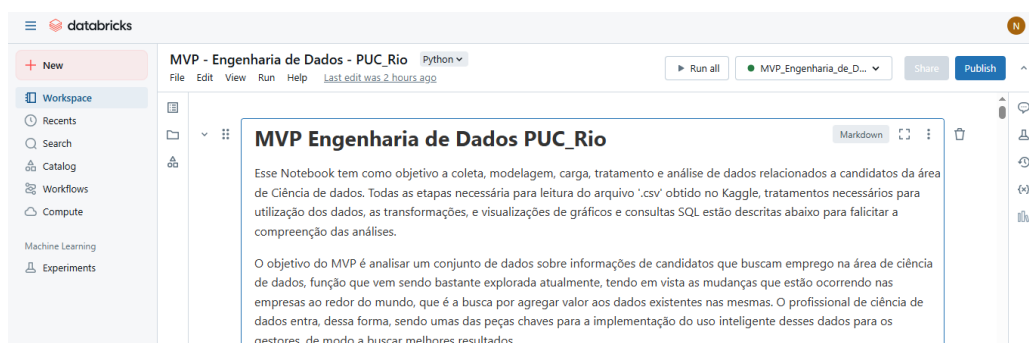 databricks
N
New
MVP - Engenharia de Dados - PUC_Rio Python
File Edit View Run Help Last edit was 2 hours ago
Run all MVP_Engenharia_de_D... Share Publish
Workspace
Recents
Search
Catalog
Workflows
Compute
Machine Learning
Experiments
MVP Engenharia de Dados PUC_Rio
Markdown
Esse Notebook tem como objetivo a coleta, modelagem, carga, tratamento e análise de dados relacionados a candidatos da área
de Ciência de dados. Todas as etapas necessária para leitura do arquivo '.csv' obtido no Kaggle, tratamentos necessários para
utilização dos dados, as transformações, e visualizações de gráficos e consultas SQL estão descritas abaixo para falicitar a
compreenção das análises.
O objetivo do MVP é analisar um conjunto de dados sobre informações de candidatos que buscam emprego na área de ciência
de dados, função que vem sendo bastante explorada atualmente, tendo em vista as mudanças que estão ocorrendo nas
empresas ao redor do mundo, que é a busca por agregar valor aos dados existentes nas mesmas. O profissional de ciência de
dados entra, dessa forma, sendo umas das peças chaves para a implementação do uso inteligente desses dados para os
gestores, de modo a buscar melhores resultados.